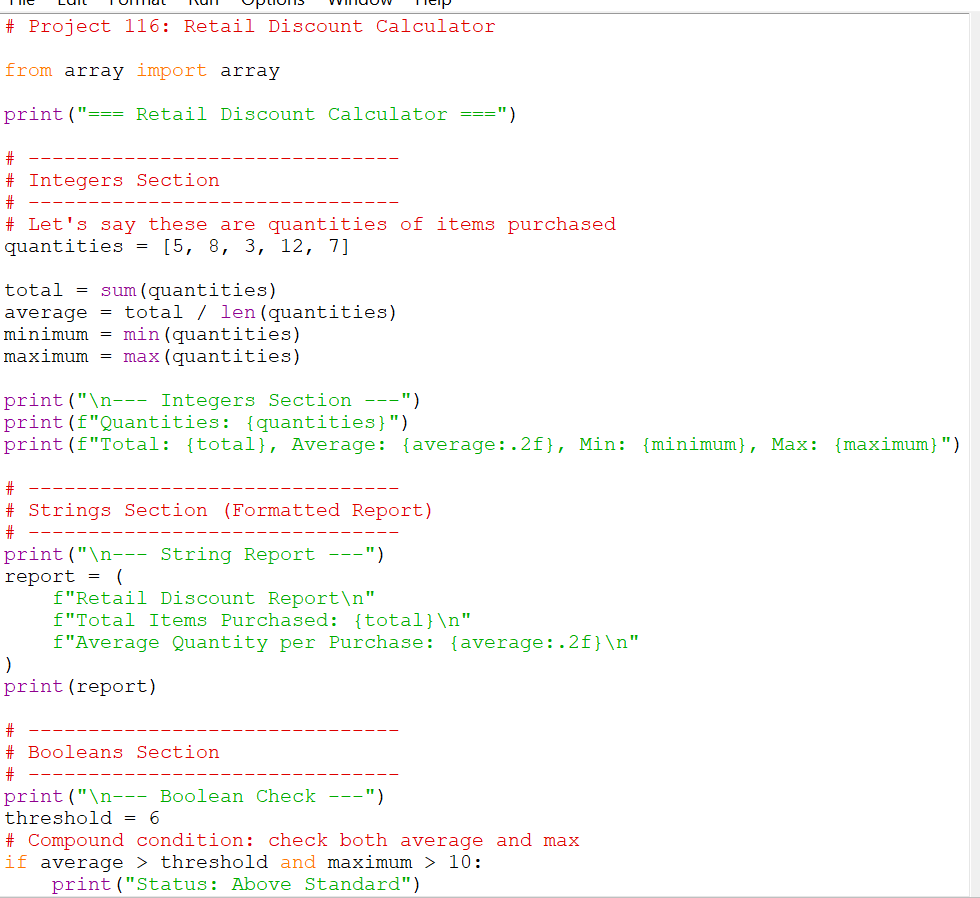 File Edit Format Run Options Window Help
# Project 116: Retail Discount Calculator
from array import array
print("=== Retail Discount Calculator ===")
# -------------------------------
# Integers Section
# -------------------------------
# Let's say these are quantities of items purchased
quantities = [5, 8, 3, 12, 7]
total = sum(quantities)
average = total / len(quantities)
minimum = min(quantities)
maximum = max(quantities)
print("\n--- Integers Section ---")
print(f"Quantities: {quantities}")
print(f"Total: {total}, Average: {average:.2f}, Min: {minimum}, Max: {maximum}")
# -------------------------------
# Strings Section (Formatted Report)
# -------------------------------
print("\n--- String Report ---")
report = (
    f"Retail Discount Report\n"
    f"Total Items Purchased: {total}\n"
    f"Average Quantity per Purchase: {average:.2f}\n"
)
print(report)
# -------------------------------
# Booleans Section
# -------------------------------
print("\n--- Boolean Check ---")
threshold = 6
# Compound condition: check both average and max
if average > threshold and maximum > 10:
    print("Status: Above Standard")